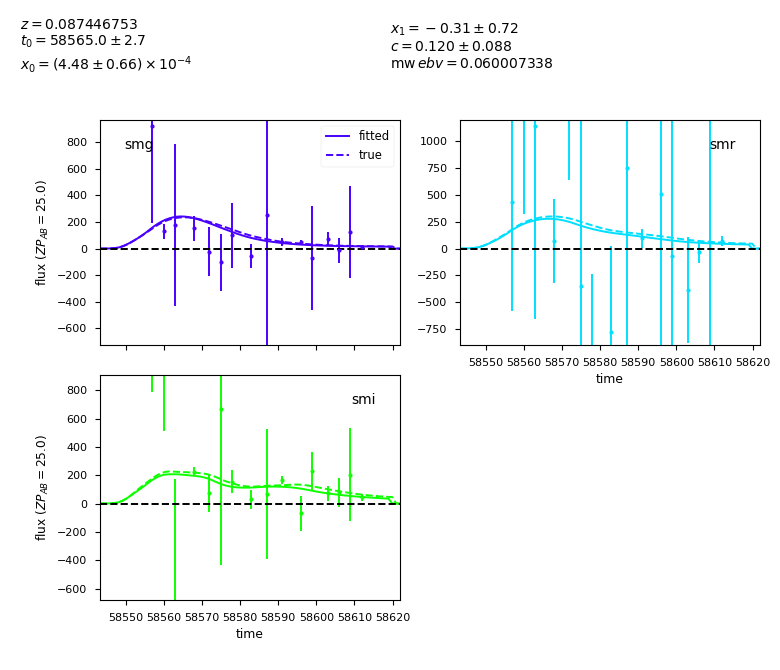 z = 0.087446753
t₀ = 58565.0 ± 2.7
x₀ = (4.48 ± 0.66) × 10⁻⁴
x₁ = −0.31 ± 0.72
c = 0.120 ± 0.088
mwebv = 0.060007338
smg
fitted
true
800
600
400
200
0
−200
−400
−600
flux (ZP_AB = 25.0)
smr
1000
750
500
250
0
−250
−500
−750
58550 58560 58570 58580 58590 58600 58610 58620
time
smi
800
600
400
200
0
−200
−400
−600
flux (ZP_AB = 25.0)
58550 58560 58570 58580 58590 58600 58610 58620
time